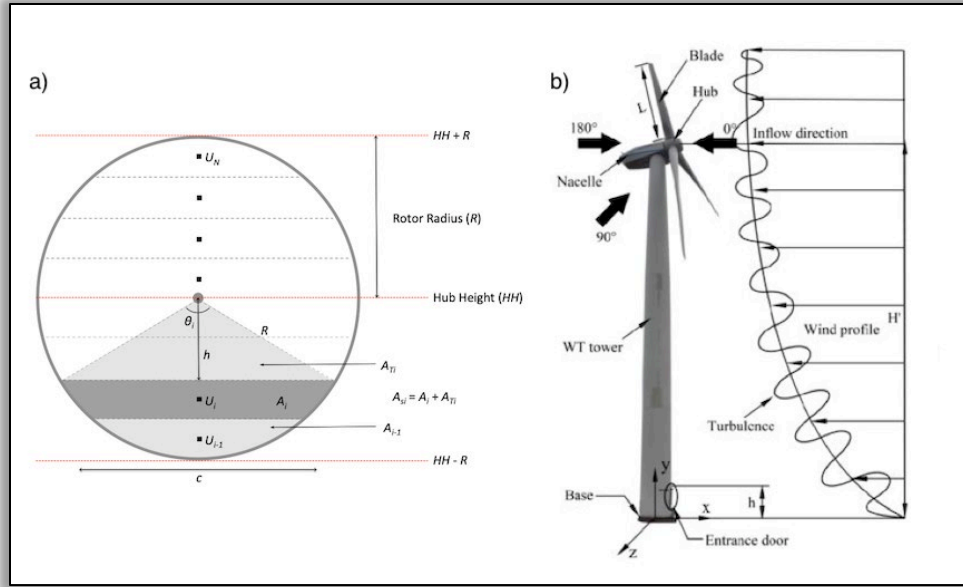 a)
HH + R
U_N
Rotor Radius (R)
Hub Height (HH)
θ_i
R
h
A_Ti
U_i
A_i
A_si = A_i + A_Ti
A_i-1
U_i-1
HH - R
c
b)
Blade
L
Hub
180°
0°
Inflow direction
Nacelle
90°
H'
Wind profile
WT tower
Turbulence
y
Base
x
h
z
Entrance door